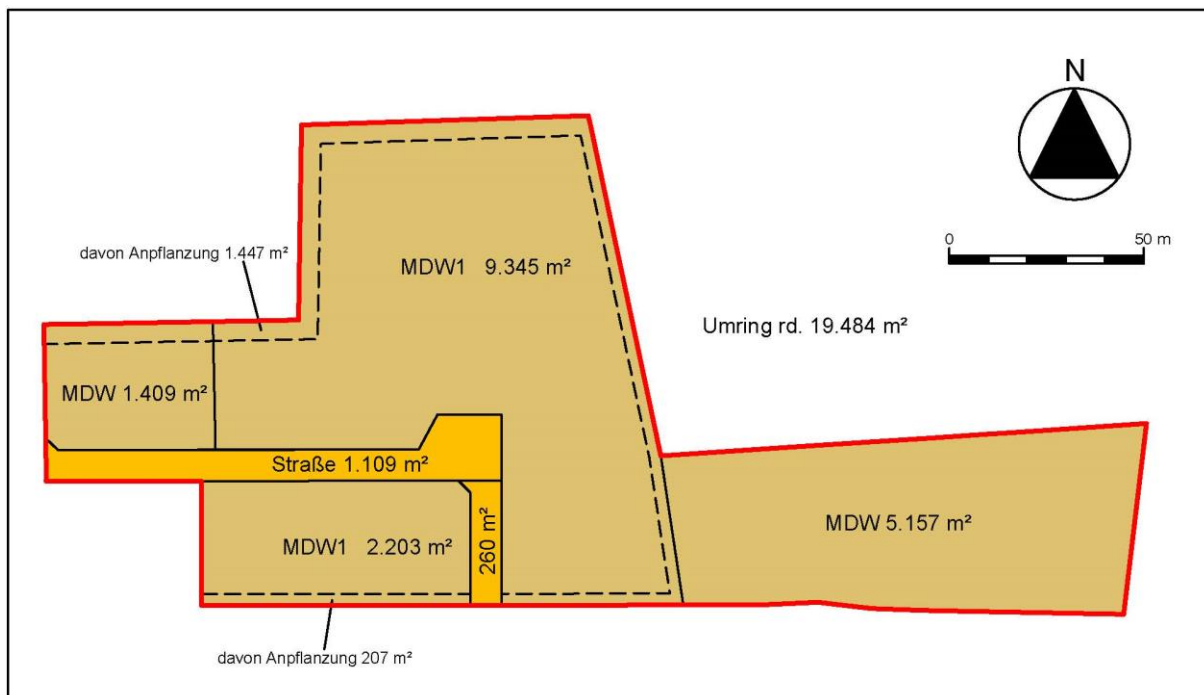 N
0 50 m
davon Anpflanzung 1.447 m²
MDW1 9.345 m²
Umring rd. 19.484 m²
MDW 1.409 m²
Straße 1.109 m²
MDW 5.157 m²
MDW1 2.203 m²
260 m²
davon Anpflanzung 207 m²